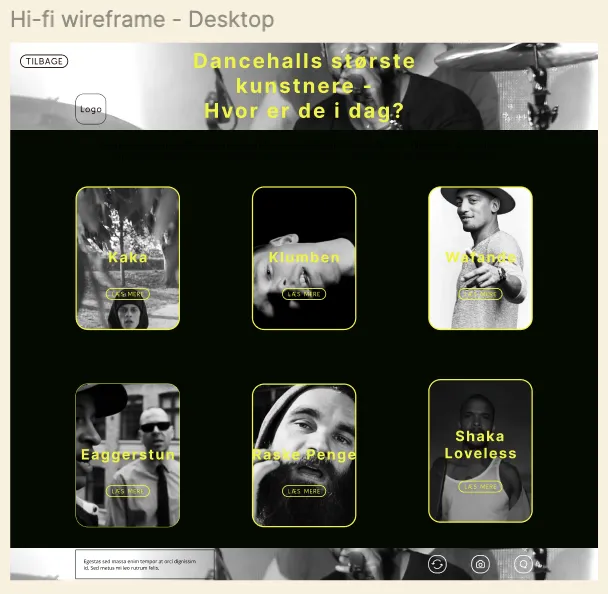 Hi-fi wireframe - Desktop
TILBAGE
Dancehalls største
kunstnere -
Hvor er de i dag?
Logo
Kaka
LÆS MERE
Klumben
LÆS MERE
Wafande
LÆS MERE
Eaggerstun
LÆS MERE
Raske Penge
LÆS MERE
Shaka
Loveless
LÆS MERE
Egestas sed massa enim tempor at orci dignissim
id. Sed metus mi leo rutrum felis.